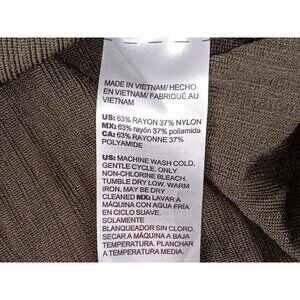 MADE IN VIETNAM/ HECHO
EN VIETNAM/ FABRIQUÉ AU
VIETNAM
US: 63% RAYON 37% NYLON
MX: 63% rayón 37% poliamida
CA: 63% RAYONNE 37%
POLYAMIDE
US: MACHINE WASH COLD,
GENTLE CYCLE. ONLY
NON-CHLORINE BLEACH.
TUMBLE DRY LOW. WARM
IRON. MAY BE DRY
CLEANED MX: LAVAR A
MÁQUINA CON AGUA FRÍA
EN CICLO SUAVE.
SOLAMENTE
BLANQUEADOR SIN CLORO.
SECAR A MÁQUINA A BAJA
TEMPERATURA. PLANCHAR
A TEMPERATURA MEDIA.